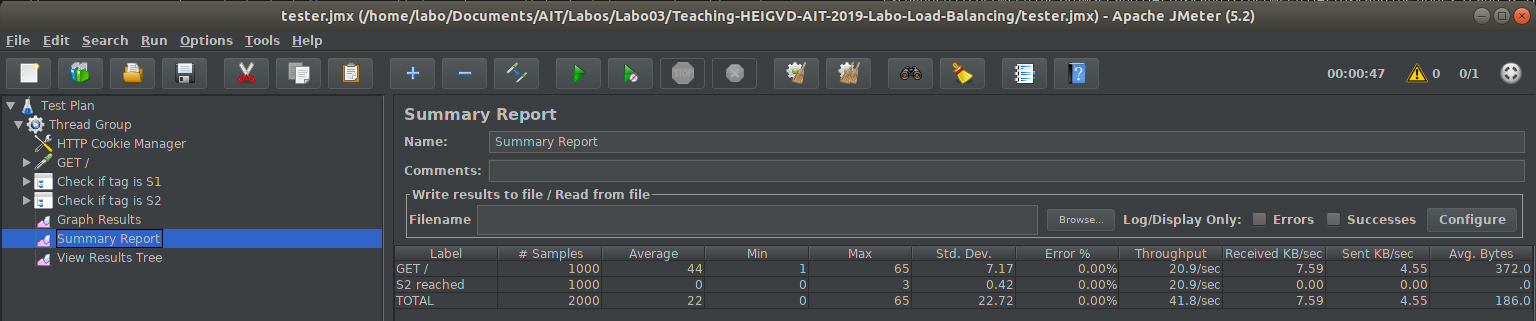 tester.jmx (/home/labo/Documents/AIT/Labos/Labo03/Teaching-HEIGVD-AIT-2019-Labo-Load-Balancing/tester.jmx) - Apache JMeter (5.2)
File Edit Search Run Options Tools Help
STOP 00:00:47 0 0/1
Test Plan
Thread Group
HTTP Cookie Manager
GET /
Check if tag is S1
Check if tag is S2
Graph Results
Summary Report
View Results Tree
Summary Report
Name: Summary Report
Comments:
Write results to file / Read from file
Filename Browse... Log/Display Only: Errors Successes Configure
Label # Samples Average Min Max Std. Dev. Error % Throughput Received KB/sec Sent KB/sec Avg. Bytes
GET / 1000 44 1 65 7.17 0.00% 20.9/sec 7.59 4.55 372.0
S2 reached 1000 0 0 3 0.42 0.00% 20.9/sec 0.00 0.00 .0
TOTAL 2000 22 0 65 22.72 0.00% 41.8/sec 7.59 4.55 186.0